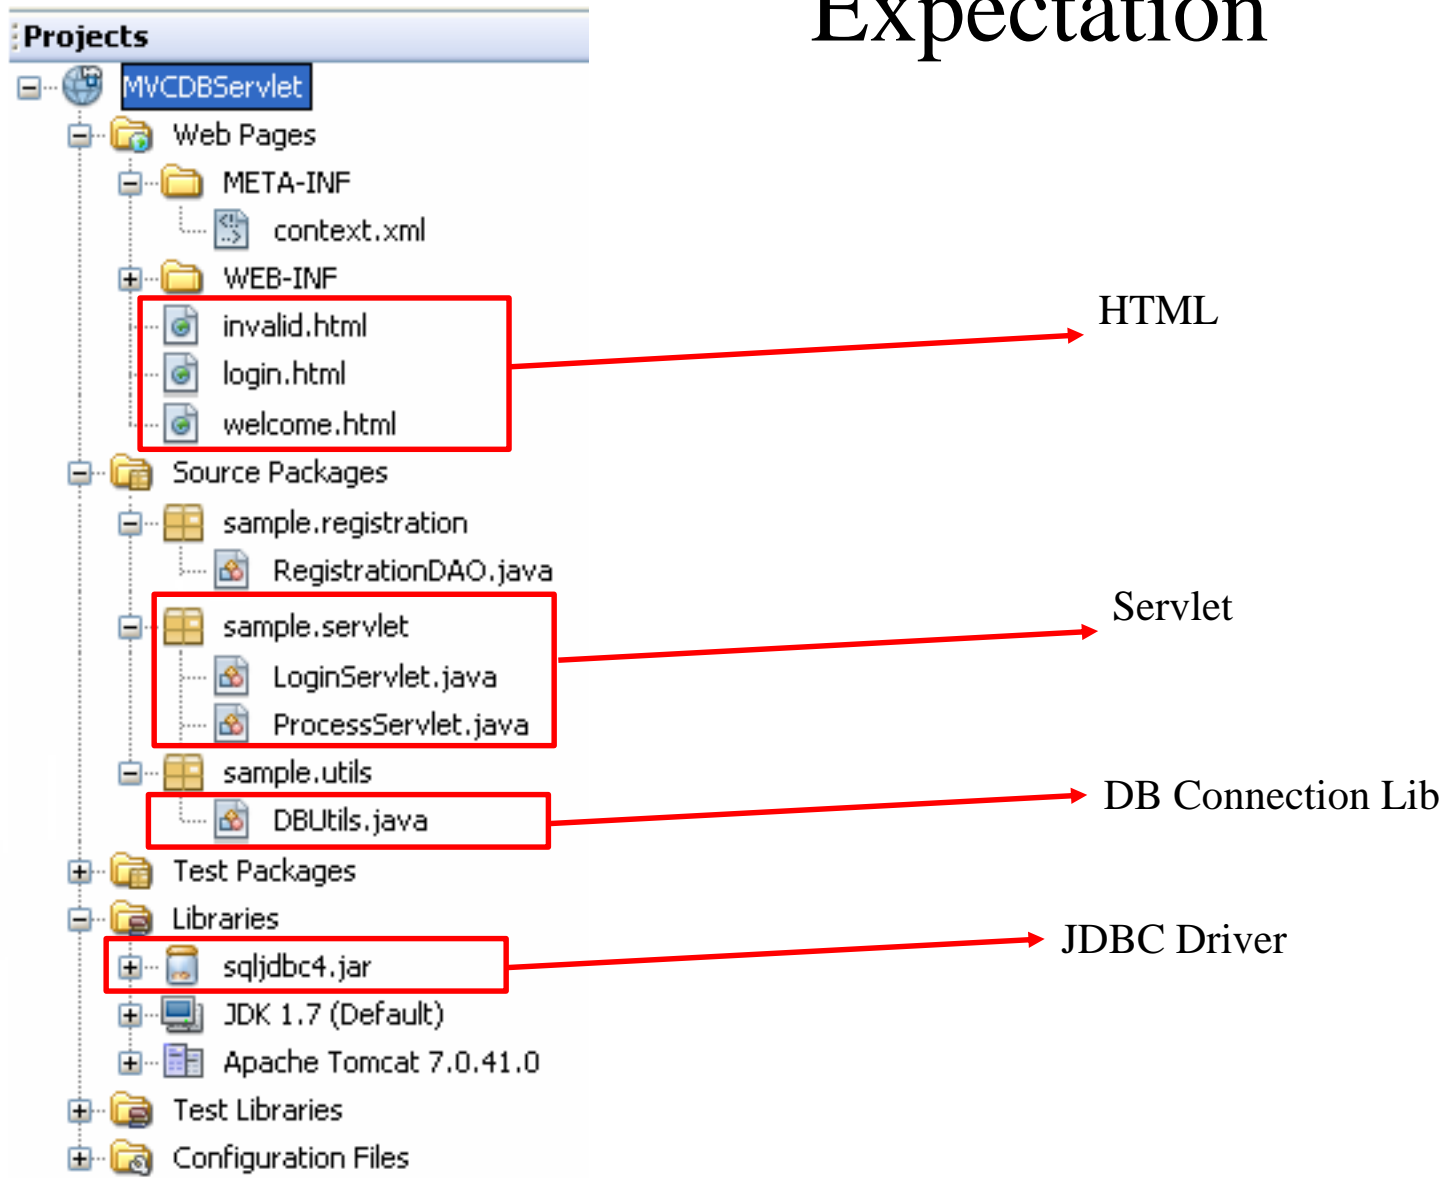 Expectation
Projects
MVCDBServlet
Web Pages
META-INF
context.xml
WEB-INF
invalid.html
HTML
login.html
welcome.html
Source Packages
sample.registration
RegistrationDAO.java
sample.servlet
Servlet
LoginServlet.java
ProcessServlet.java
sample.utils
DB Connection Lib
DBUtils.java
Test Packages
Libraries
JDBC Driver
sqljdbc4.jar
JDK 1.7 (Default)
Apache Tomcat 7.0.41.0
Test Libraries
Configuration Files